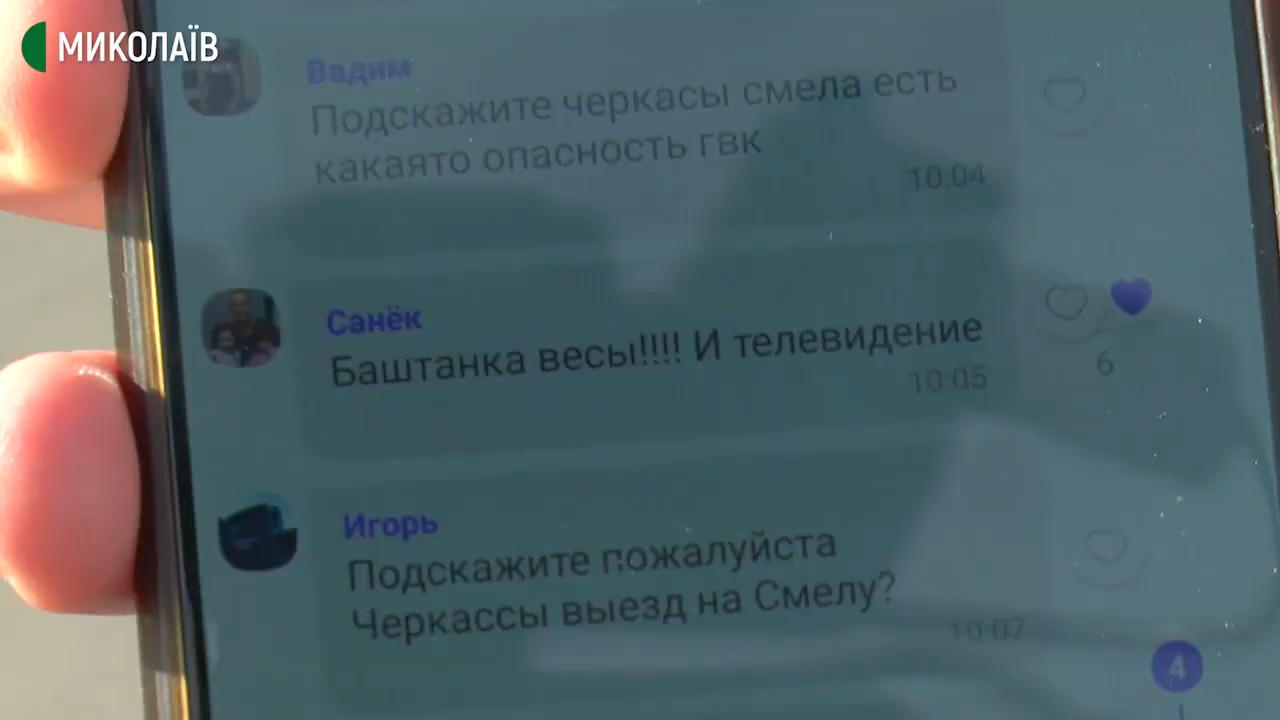 МИКОЛАЇВ
Вадим
Подскажите черкасы смела есть
какаято опасность гвк
10:04
Санёк
Баштанка весы!!!! И телевидение
10:05
6
Игорь
Подскажите пожалуйста
Черкассы выезд на Смелу?
10:07
4